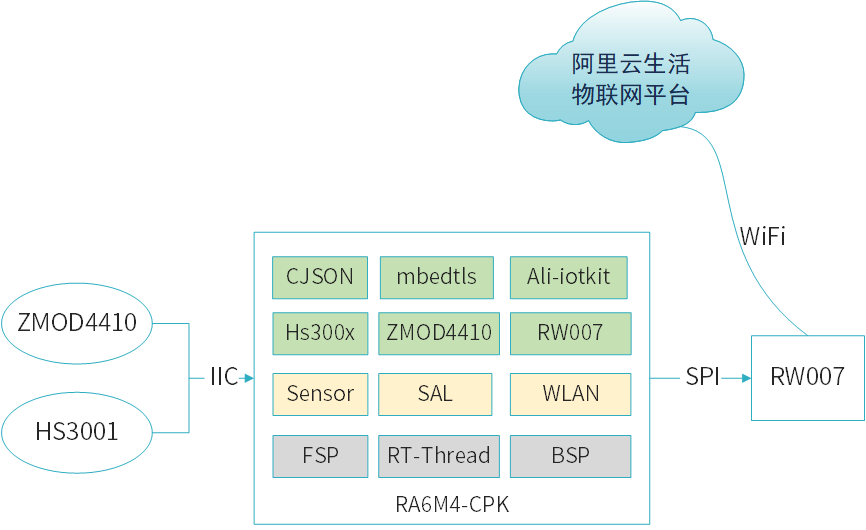 阿里云生活
物联网平台
WiFi
CJSON
mbedtls
Ali-iotkit
ZMOD4410
Hs300x
ZMOD4410
RW007
IIC
SPI
RW007
HS3001
Sensor
SAL
WLAN
FSP
RT-Thread
BSP
RA6M4-CPK